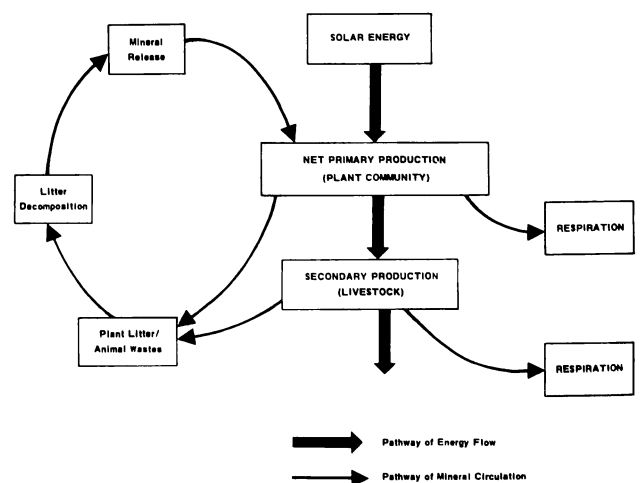 Mineral
Release
SOLAR ENERGY
NET PRIMARY PRODUCTION
(PLANT COMMUNITY)
Litter
Decomposition
RESPIRATION
SECONDARY PRODUCTION
(LIVESTOCK)
Plant Litter/
Animal Wastes
RESPIRATION
Pathway of Energy Flow
Pathway of Mineral Circulation